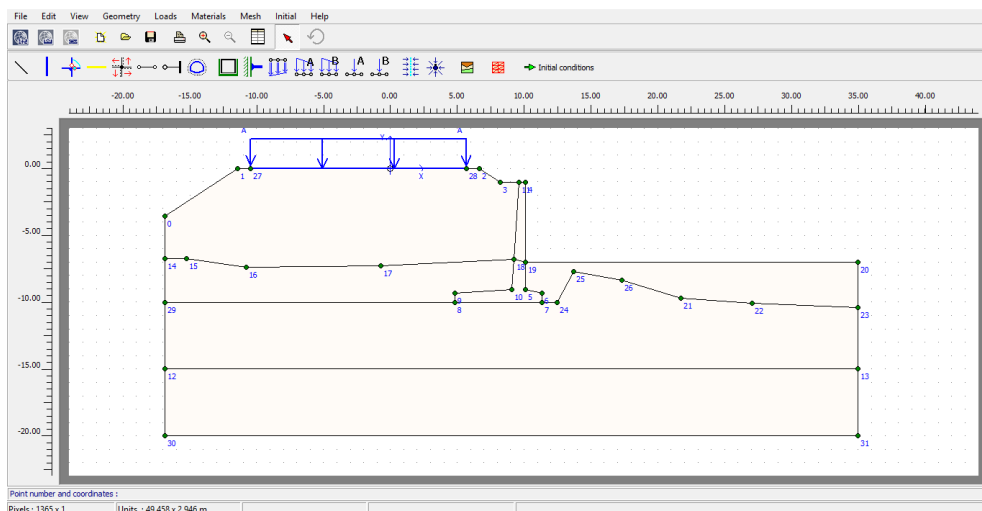 File Edit View Geometry Loads Materials Mesh Initial Help
A B A B Initial conditions
-20.00 -15.00 -10.00 -5.00 0.00 5.00 10.00 15.00 20.00 25.00 30.00 35.00 40.00
A A
Y
0.00
1 27 X 28 2
3 4
0
-5.00
14 15 16 17 18 19 20
25
26
-10.00
9 10 5 6
29 8 7 24 21 22 23
-15.00
12 13
-20.00
30 31
Point number and coordinates :
Pixels : 1365 x 1 Units : 49.458 x 2.946 m